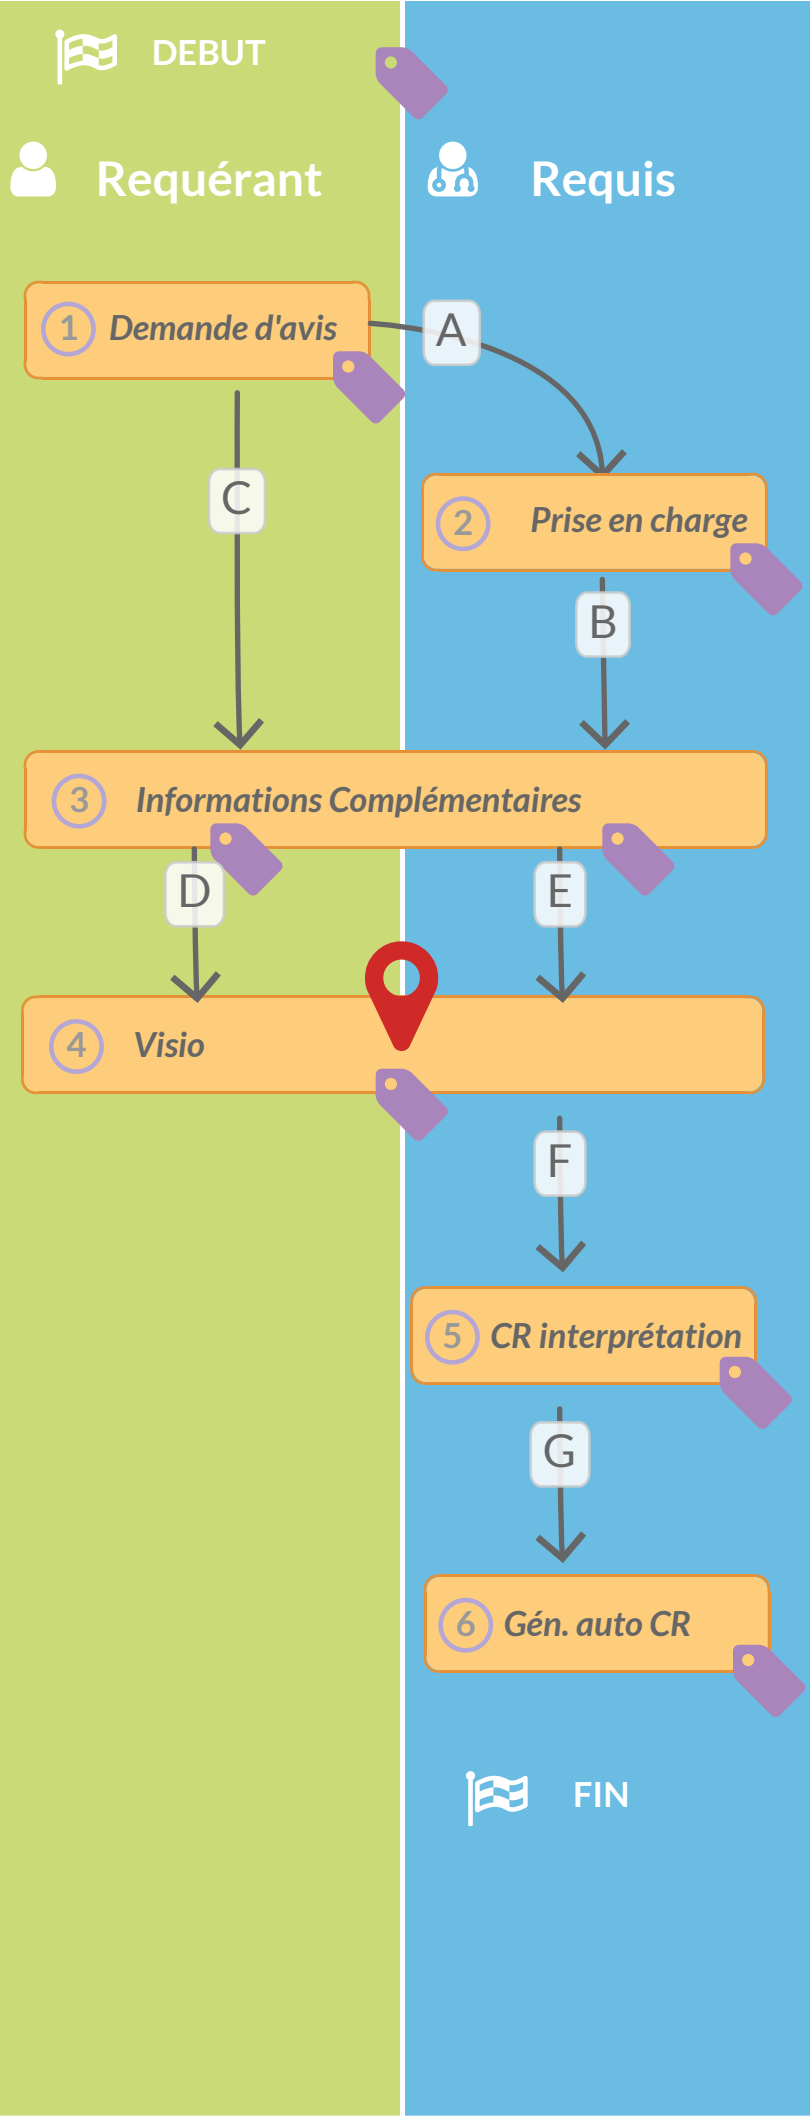 DEBUT
Requérant
Requis
1 Demande d'avis
A
C
2 Prise en charge
B
3 Informations Complémentaires
D
E
4 Visio
F
5 CR interprétation
G
6 Gén. auto CR
FIN